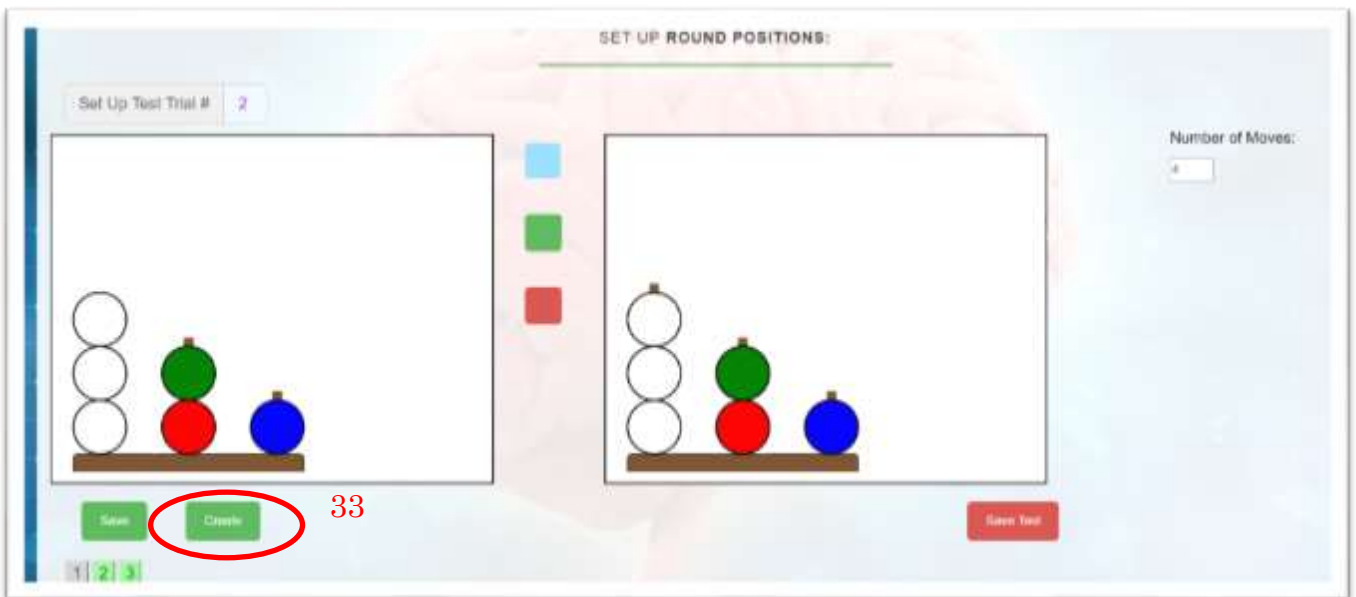 SET UP ROUND POSITIONS:
Set Up Test Trial # 2
Number of Moves:
4
Save
Create
33
Save Test
1 2 3